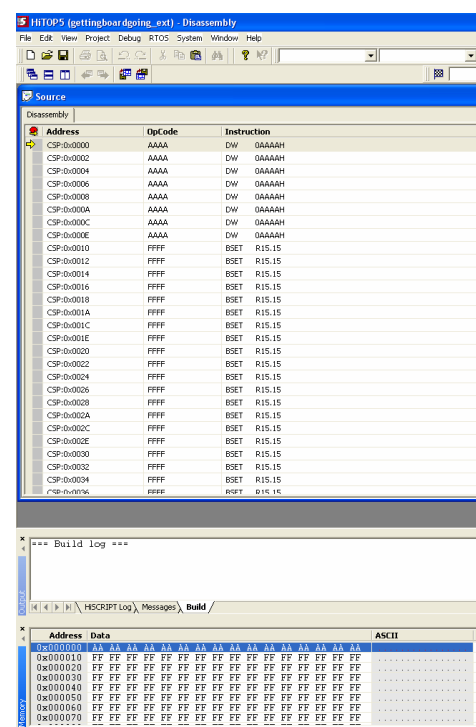 HiTOP5 (gettingboardgoing_ext) - Disassembly
File Edit View Project Debug RTOS System Window Help
Source
Disassembly
Address OpCode Instruction
CSP:0x0000 AAAA DW 0AAAAH
CSP:0x0002 AAAA DW 0AAAAH
CSP:0x0004 AAAA DW 0AAAAH
CSP:0x0006 AAAA DW 0AAAAH
CSP:0x0008 AAAA DW 0AAAAH
CSP:0x000A AAAA DW 0AAAAH
CSP:0x000C AAAA DW 0AAAAH
CSP:0x000E AAAA DW 0AAAAH
CSP:0x0010 FFFF BSET R15.15
CSP:0x0012 FFFF BSET R15.15
CSP:0x0014 FFFF BSET R15.15
CSP:0x0016 FFFF BSET R15.15
CSP:0x0018 FFFF BSET R15.15
CSP:0x001A FFFF BSET R15.15
CSP:0x001C FFFF BSET R15.15
CSP:0x001E FFFF BSET R15.15
CSP:0x0020 FFFF BSET R15.15
CSP:0x0022 FFFF BSET R15.15
CSP:0x0024 FFFF BSET R15.15
CSP:0x0026 FFFF BSET R15.15
CSP:0x0028 FFFF BSET R15.15
CSP:0x002A FFFF BSET R15.15
CSP:0x002C FFFF BSET R15.15
CSP:0x002E FFFF BSET R15.15
CSP:0x0030 FFFF BSET R15.15
CSP:0x0032 FFFF BSET R15.15
CSP:0x0034 FFFF BSET R15.15
CSP:0x0036 FFFF BSET R15.15
=== Build log ===
Output
HiSCRIPT Log Messages Build
Address Data ASCII
0x000000 AA AA AA AA AA AA AA AA AA AA AA AA AA AA AA AA
0x000010 FF FF FF FF FF FF FF FF FF FF FF FF FF FF FF FF ................
0x000020 FF FF FF FF FF FF FF FF FF FF FF FF FF FF FF FF ................
0x000030 FF FF FF FF FF FF FF FF FF FF FF FF FF FF FF FF ................
0x000040 FF FF FF FF FF FF FF FF FF FF FF FF FF FF FF FF ................
0x000050 FF FF FF FF FF FF FF FF FF FF FF FF FF FF FF FF ................
0x000060 FF FF FF FF FF FF FF FF FF FF FF FF FF FF FF FF ................
0x000070 FF FF FF FF FF FF FF FF FF FF FF FF FF FF FF FF ................
Memory